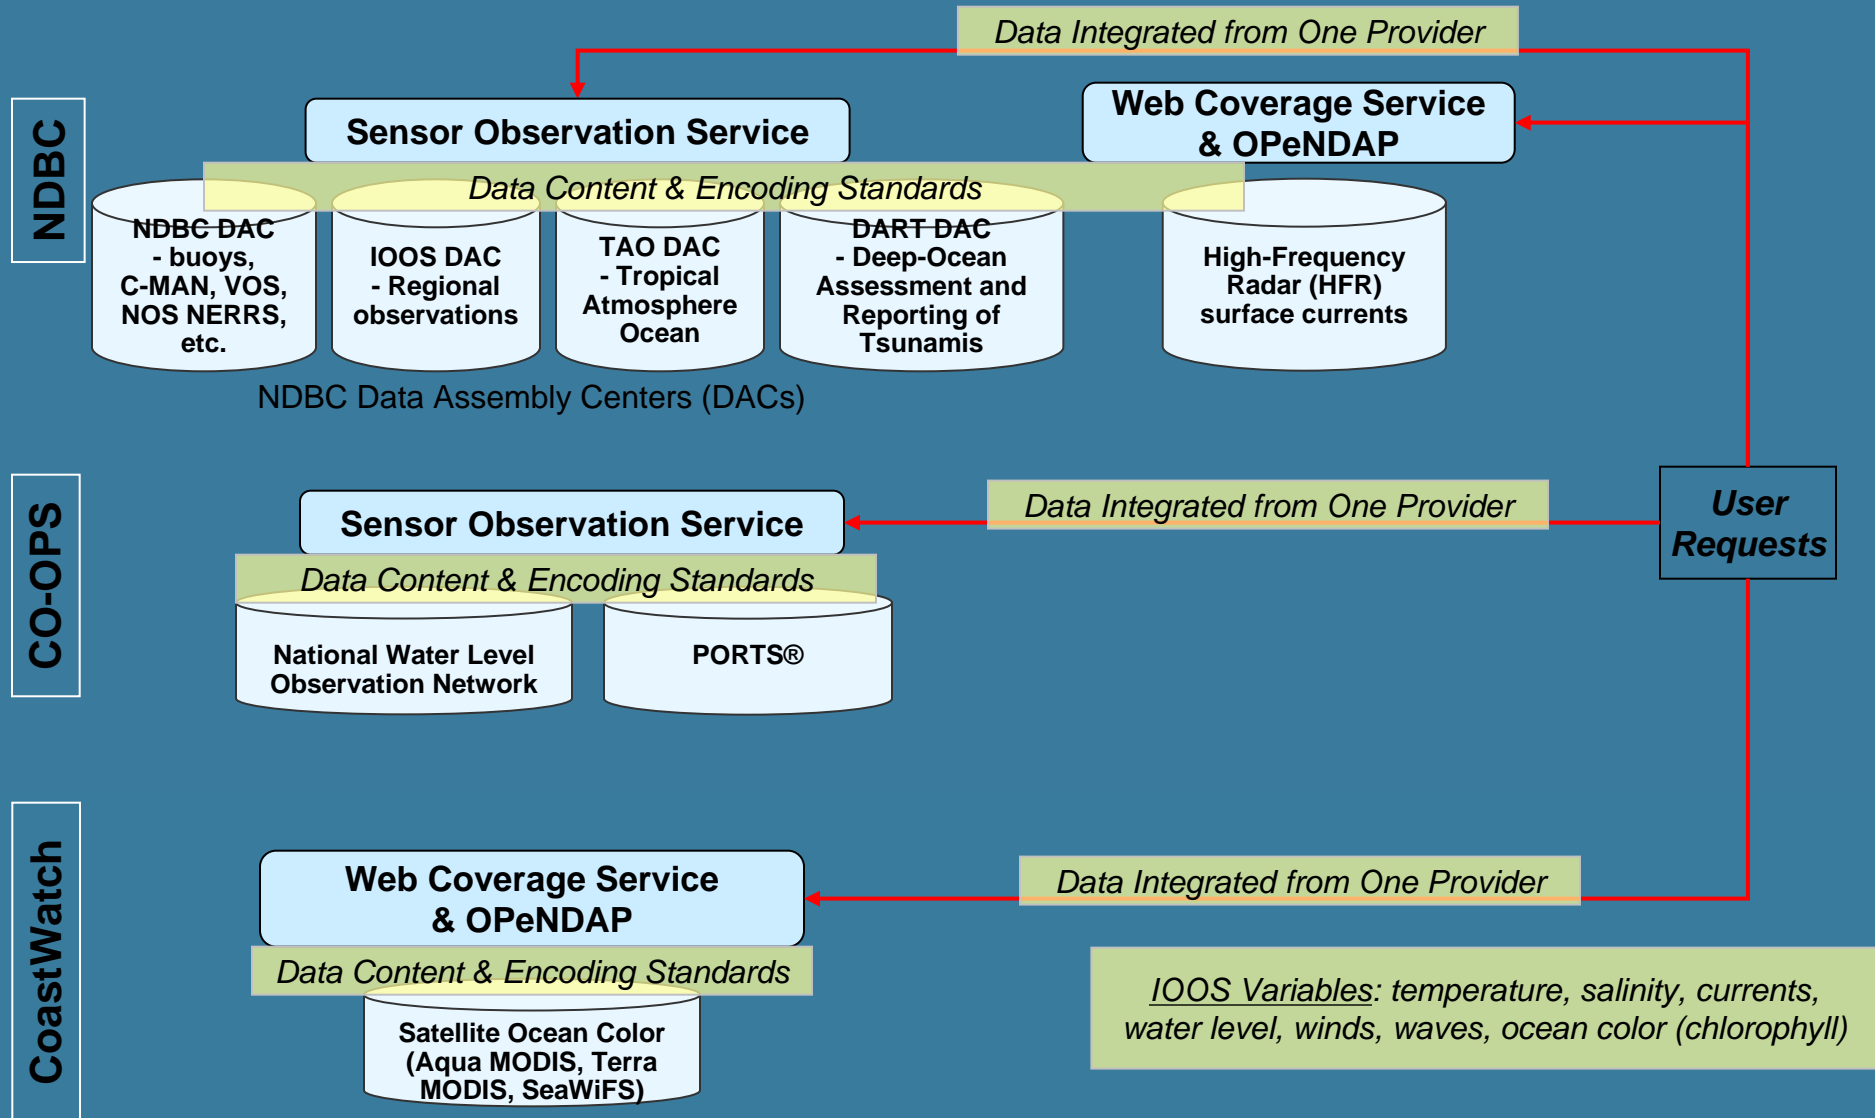 Data Integrated from One Provider
NDBC
Sensor Observation Service
Web Coverage Service
& OPeNDAP
Data Content & Encoding Standards
NDBC DAC
- buoys,
C-MAN, VOS,
NOS NERRS,
etc.
IOOS DAC
- Regional
observations
TAO DAC
- Tropical
Atmosphere
Ocean
DART DAC
- Deep-Ocean
Assessment and
Reporting of
Tsunamis
High-Frequency
Radar (HFR)
surface currents
NDBC Data Assembly Centers (DACs)
CO-OPS
Sensor Observation Service
Data Integrated from One Provider
User
Requests
Data Content & Encoding Standards
National Water Level
Observation Network
PORTS®
CoastWatch
Web Coverage Service
& OPeNDAP
Data Integrated from One Provider
Data Content & Encoding Standards
Satellite Ocean Color
(Aqua MODIS, Terra
MODIS, SeaWiFS)
IOOS Variables: temperature, salinity, currents,
water level, winds, waves, ocean color (chlorophyll)